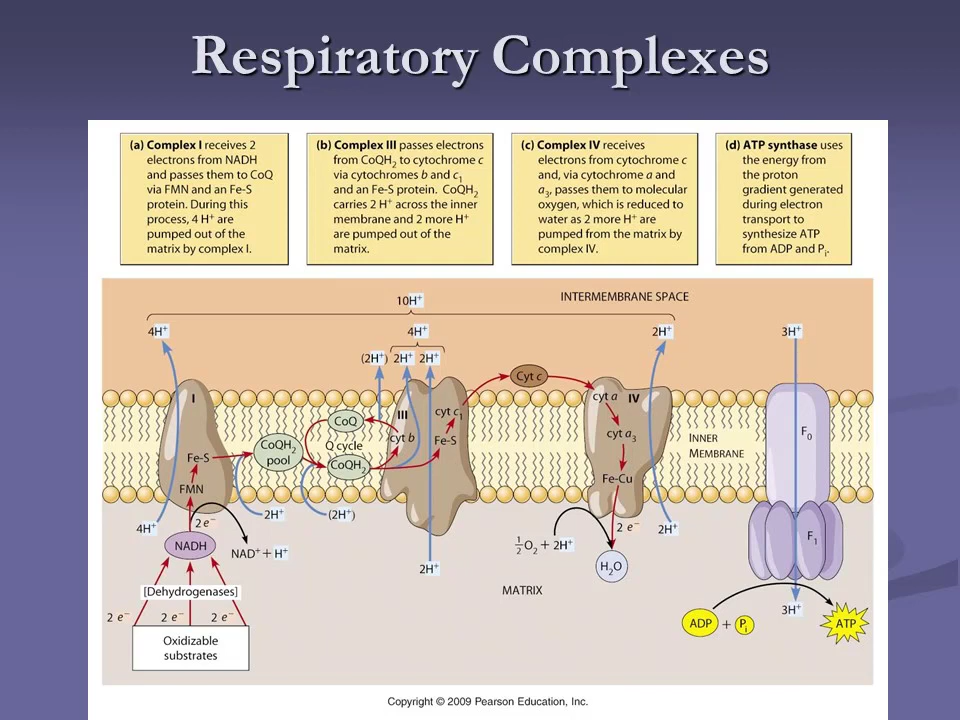 Respiratory Complexes
(a) Complex I receives 2
electrons from NADH
and passes them to CoQ
via FMN and an Fe-S
protein. During this
process, 4 H⁺ are
pumped out of the
matrix by complex I.
(b) Complex III passes electrons
from CoQH₂ to cytochrome c
via cytochromes b and c₁
and an Fe-S protein. CoQH₂
carries 2 H⁺ across the inner
membrane and 2 more H⁺
are pumped out of the
matrix.
(c) Complex IV receives
electrons from cytochrome c
and, via cytochrome a and
a₃, passes them to molecular
oxygen, which is reduced to
water as 2 more H⁺ are
pumped from the matrix by
complex IV.
(d) ATP synthase uses
the energy from
the proton
gradient generated
during electron
transport to
synthesize ATP
from ADP and Pᵢ.
INTERMEMBRANE SPACE
10H⁺
4H⁺
4H⁺
2H⁺
3H⁺
(2H⁺) 2H⁺ 2H⁺
Cyt c
I
III
cyt c₁
cyt a IV
CoQ
cyt b
Fe-S
cyt a₃
INNER
MEMBRANE
F₀
Fe-S
CoQH₂
pool
Q cycle
CoQH₂
FMN
Fe-Cu
4H⁺
2 e⁻
2H⁺
(2H⁺)
2 e⁻
2H⁺
F₁
NADH
NAD⁺ + H⁺
½O₂ + 2H⁺
H₂O
2H⁺
MATRIX
[Dehydrogenases]
2 e⁻ 2 e⁻ 2 e⁻
Oxidizable
substrates
3H⁺
ADP + Pᵢ
ATP
Copyright © 2009 Pearson Education, Inc.